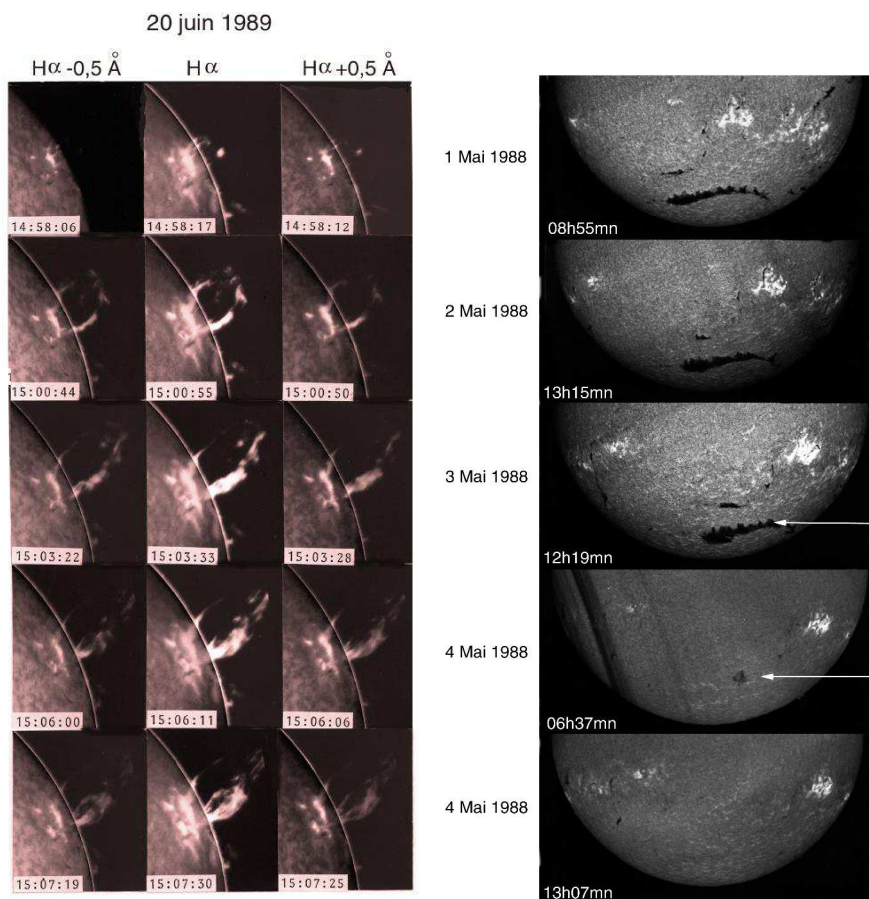 20 juin 1989
Hα -0,5 Å
Hα
Hα +0,5 Å
14:58:06
14:58:17
14:58:12
15:00:44
15:00:55
15:00:50
15:03:22
15:03:33
15:03:28
15:06:00
15:06:11
15:06:06
15:07:19
15:07:30
15:07:25
1 Mai 1988
08h55mn
2 Mai 1988
13h15mn
3 Mai 1988
12h19mn
4 Mai 1988
06h37mn
4 Mai 1988
13h07mn